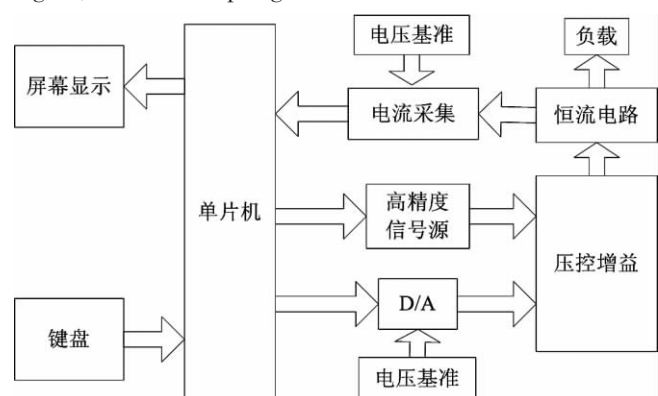 电压基准
负载
屏幕显示
电流采集
恒流电路
单片机
高精度
信号源
压控增益
D/A
键盘
电压基准